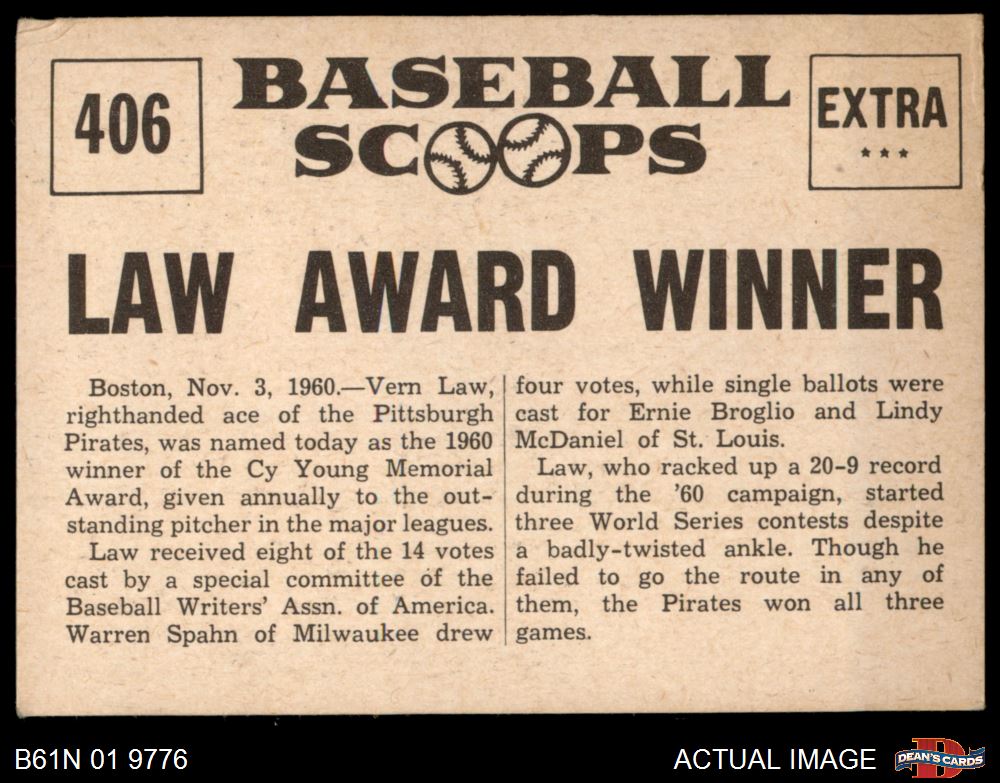 406
BASEBALL
SCOOPS
EXTRA
***
LAW AWARD WINNER
Boston, Nov. 3, 1960.—Vern Law,
righthanded ace of the Pittsburgh
Pirates, was named today as the 1960
winner of the Cy Young Memorial
Award, given annually to the out-
standing pitcher in the major leagues.
Law received eight of the 14 votes
cast by a special committee of the
Baseball Writers' Assn. of America.
Warren Spahn of Milwaukee drew
four votes, while single ballots were
cast for Ernie Broglio and Lindy
McDaniel of St. Louis.
Law, who racked up a 20-9 record
during the '60 campaign, started
three World Series contests despite
a badly-twisted ankle. Though he
failed to go the route in any of
them, the Pirates won all three
games.
B61N 01 9776
ACTUAL IMAGE
D
DEAN'S CARDS